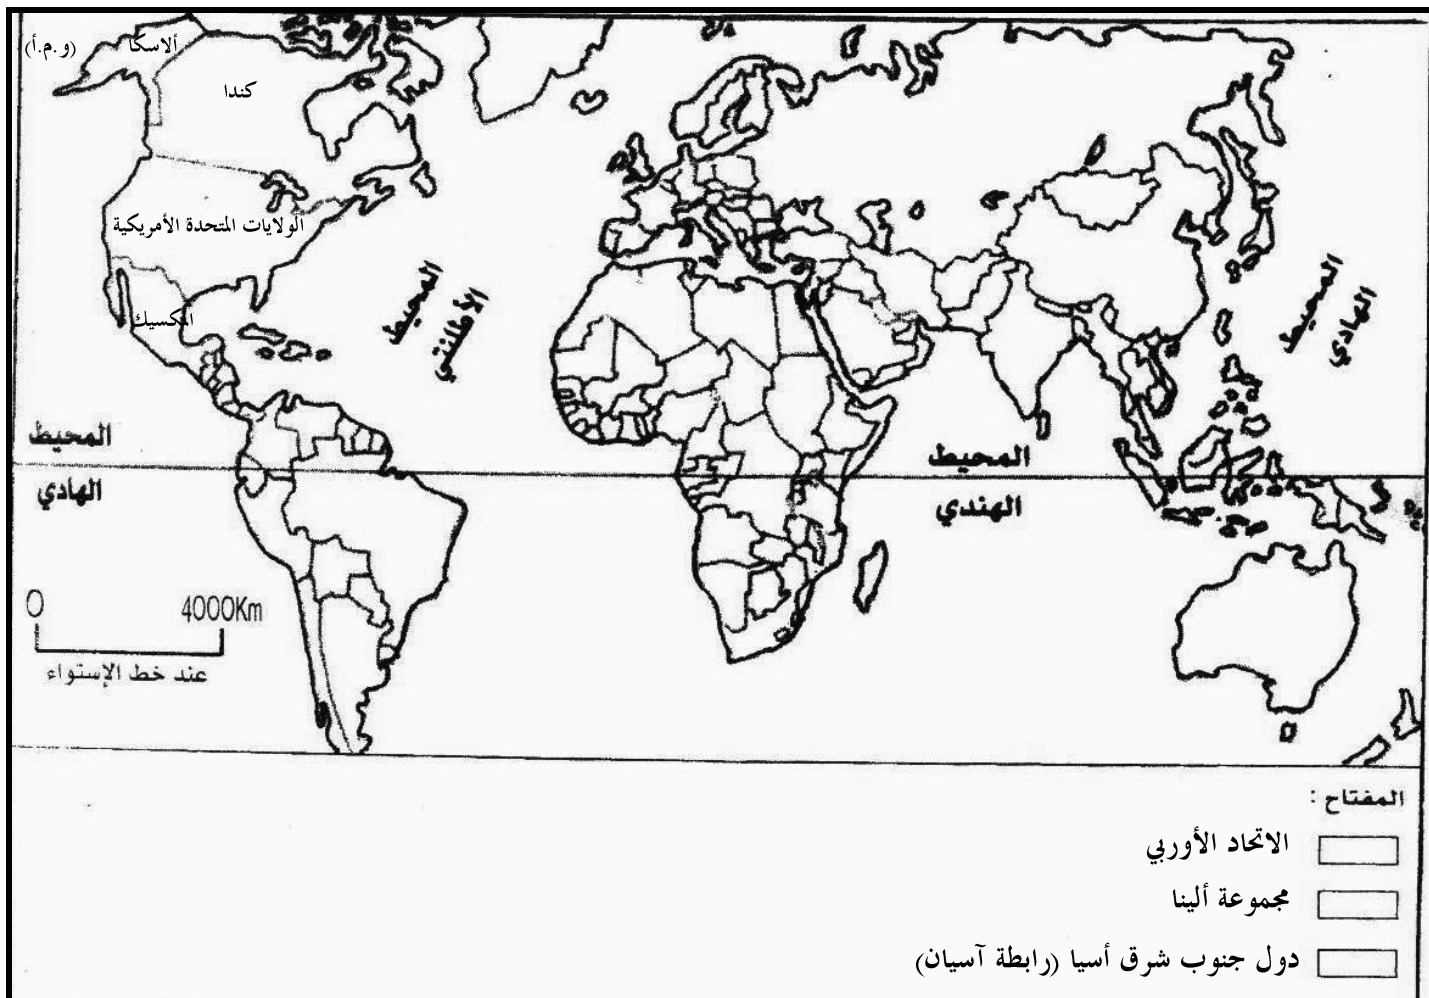 (و.م.أ)
ألاسكا
كندا
الولايات المتحدة الأمريكية
المكسيك
المحيط
الأطلنتي
المحيط
الهادي
المحيط
الهادي
المحيط
الهندي
0 4000Km
عند خط الإستواء
المفتاح :
الاتحاد الأوربي
مجموعة ألينا
دول جنوب شرق أسيا (رابطة آسيان)